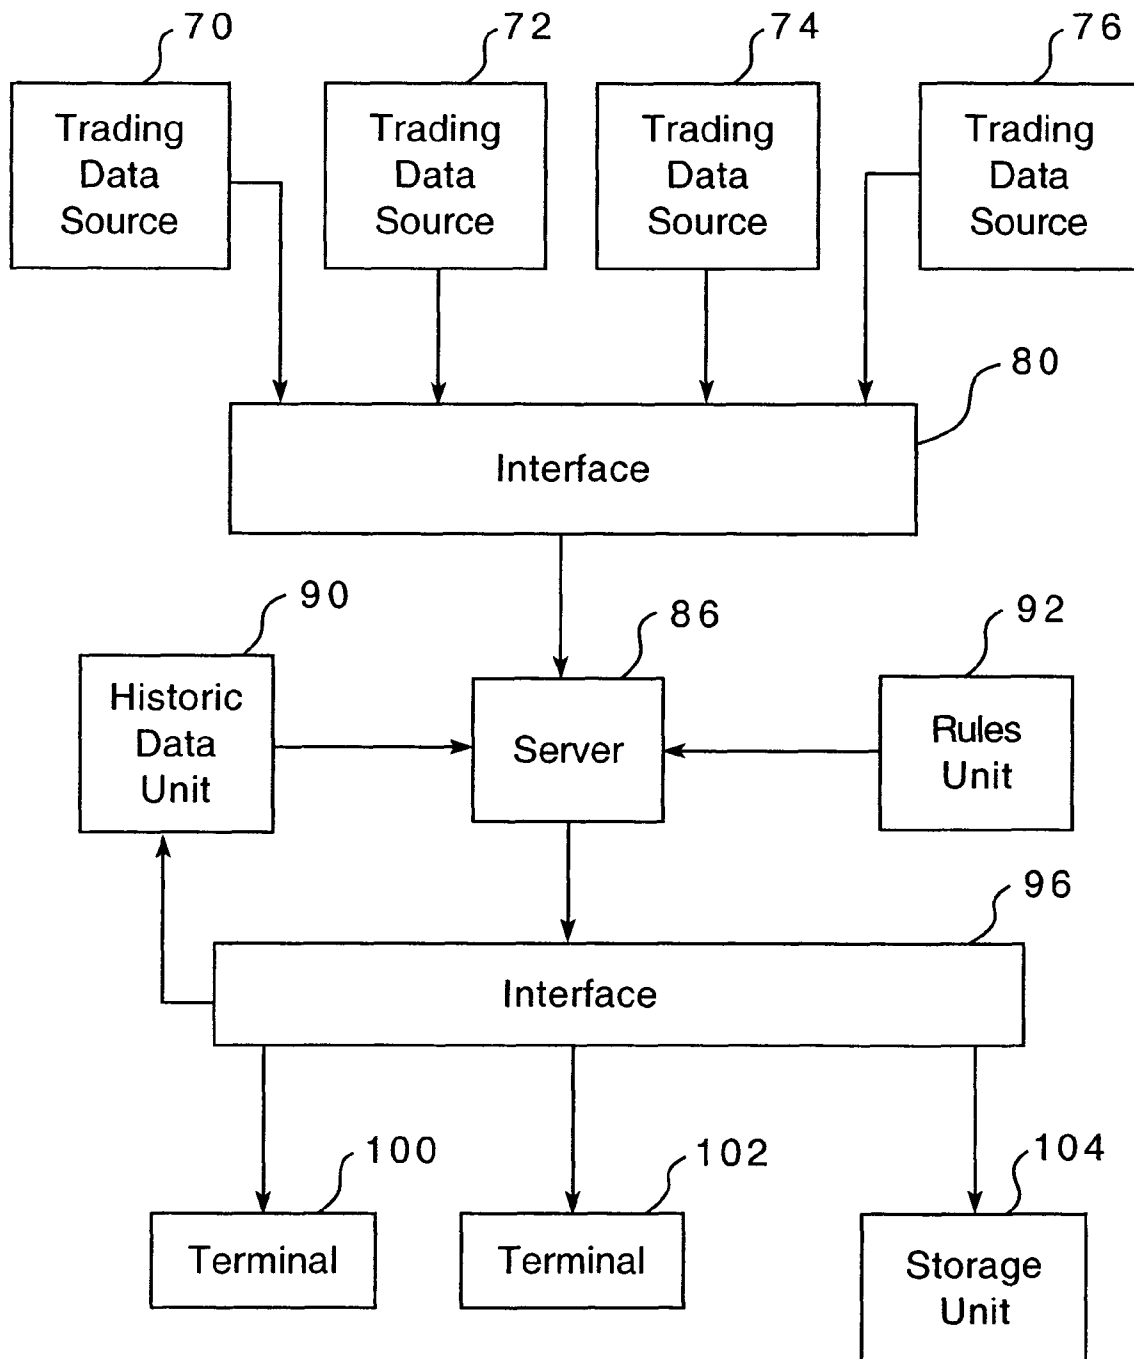 70
72
74
76
Trading
Data
Source
Trading
Data
Source
Trading
Data
Source
Trading
Data
Source
80
Interface
90
86
92
Historic
Data
Unit
Server
Rules
Unit
96
Interface
100
102
104
Terminal
Terminal
Storage
Unit